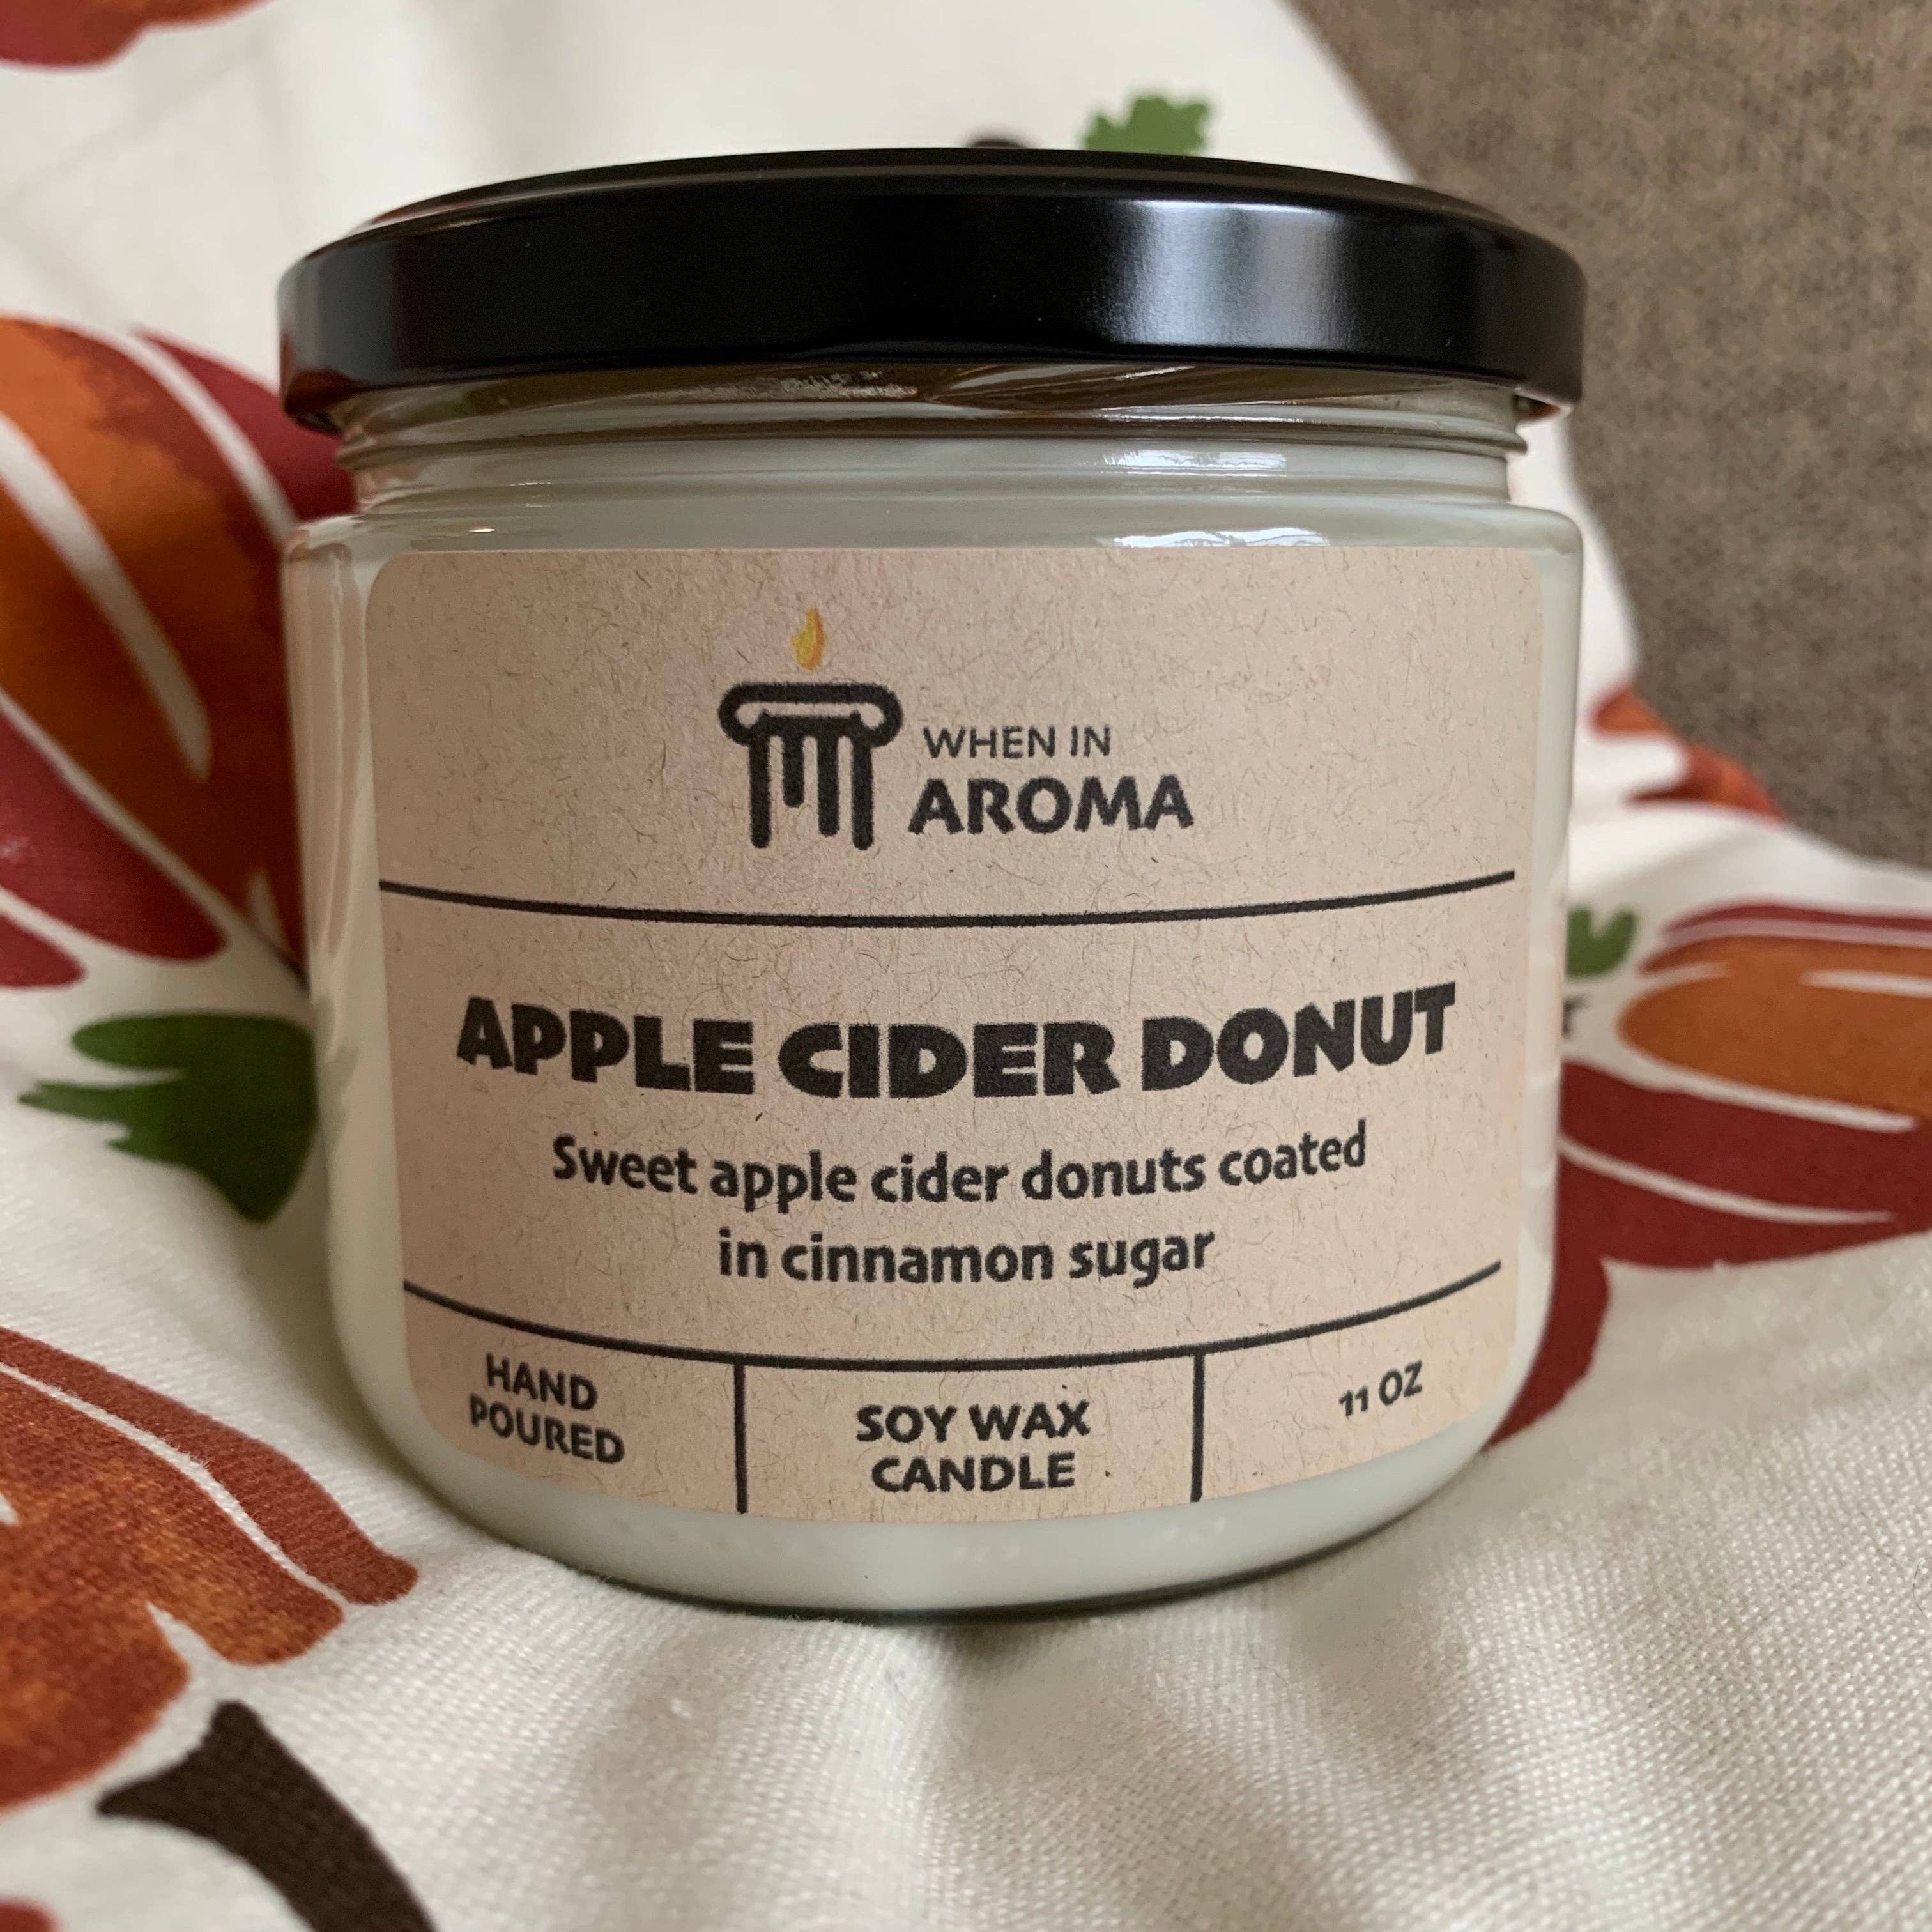 WHEN IN
AROMA
APPLE CIDER DONUT
Sweet apple cider donuts coated
in cinnamon sugar
HAND
POURED
SOY WAX
CANDLE
11 OZ